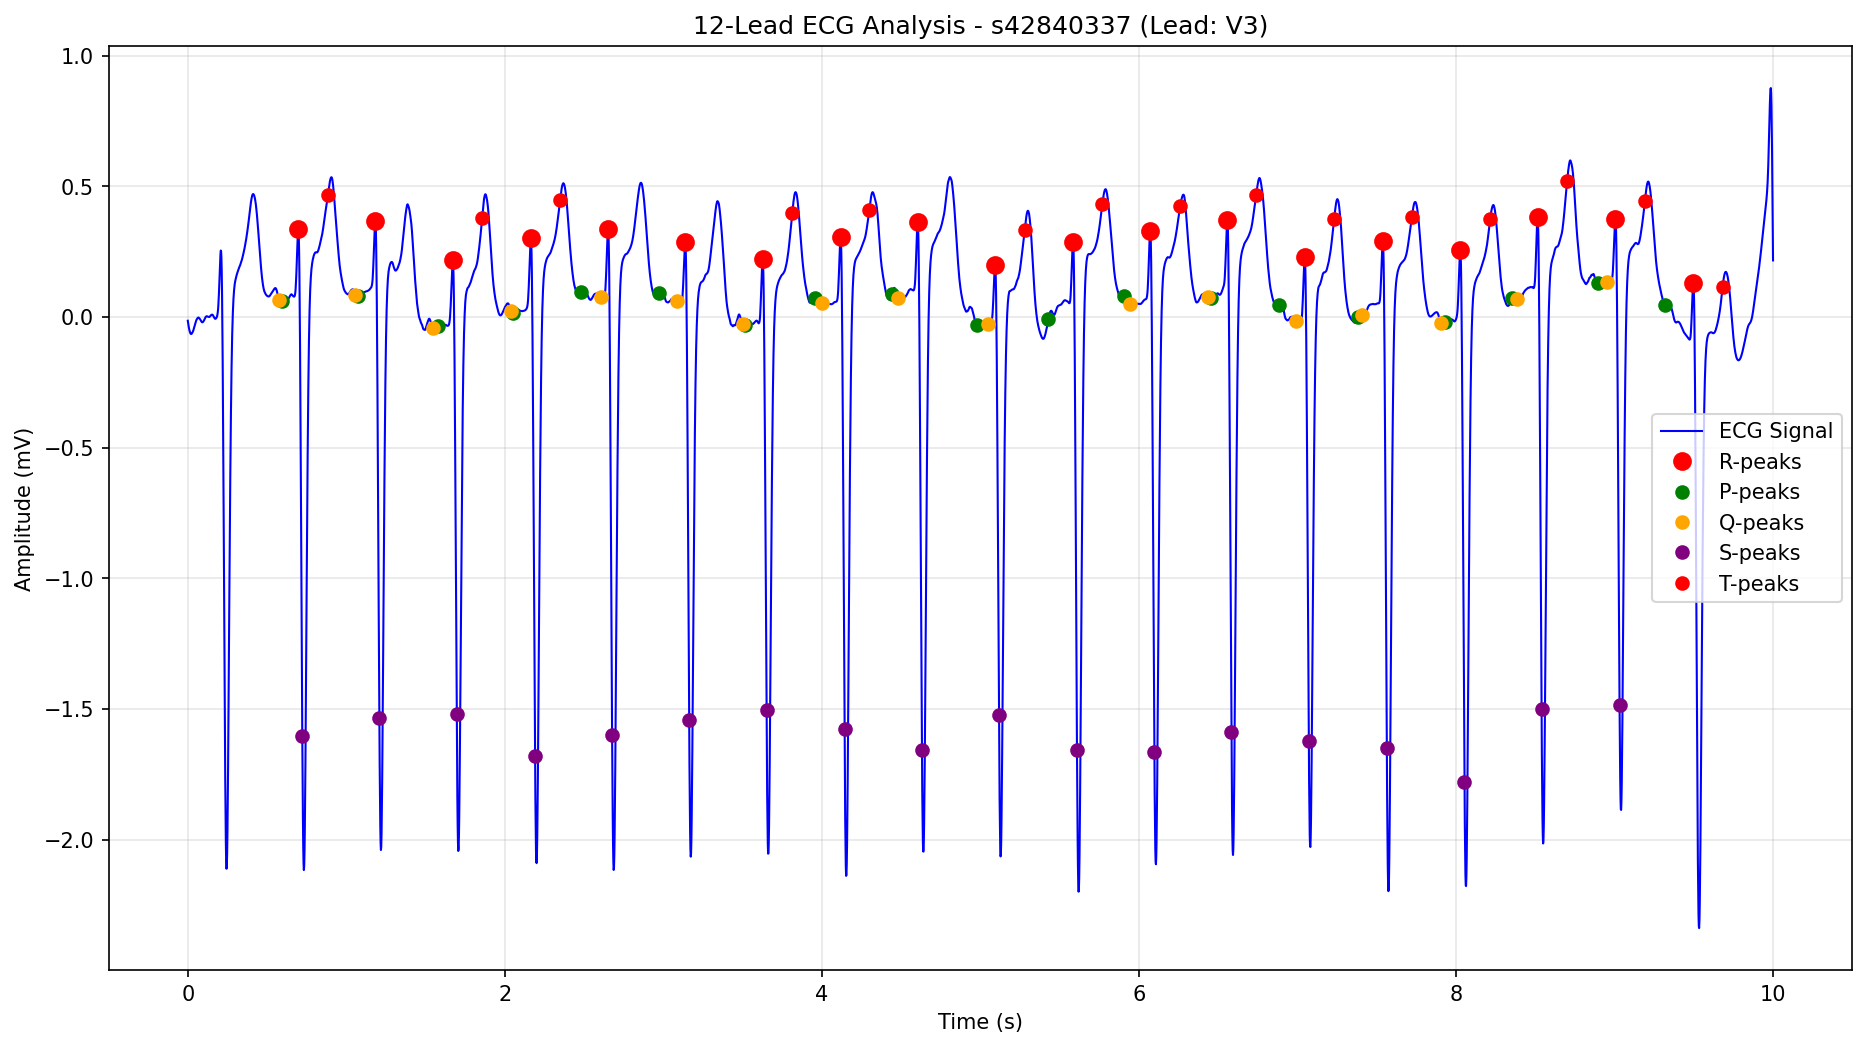 12-Lead ECG Analysis - s42840337 (Lead: V3)
Amplitude (mV)
1.0
0.5
0.0
−0.5
−1.0
−1.5
−2.0
ECG Signal
R-peaks
P-peaks
Q-peaks
S-peaks
T-peaks
0 2 4 6 8 10
Time (s)